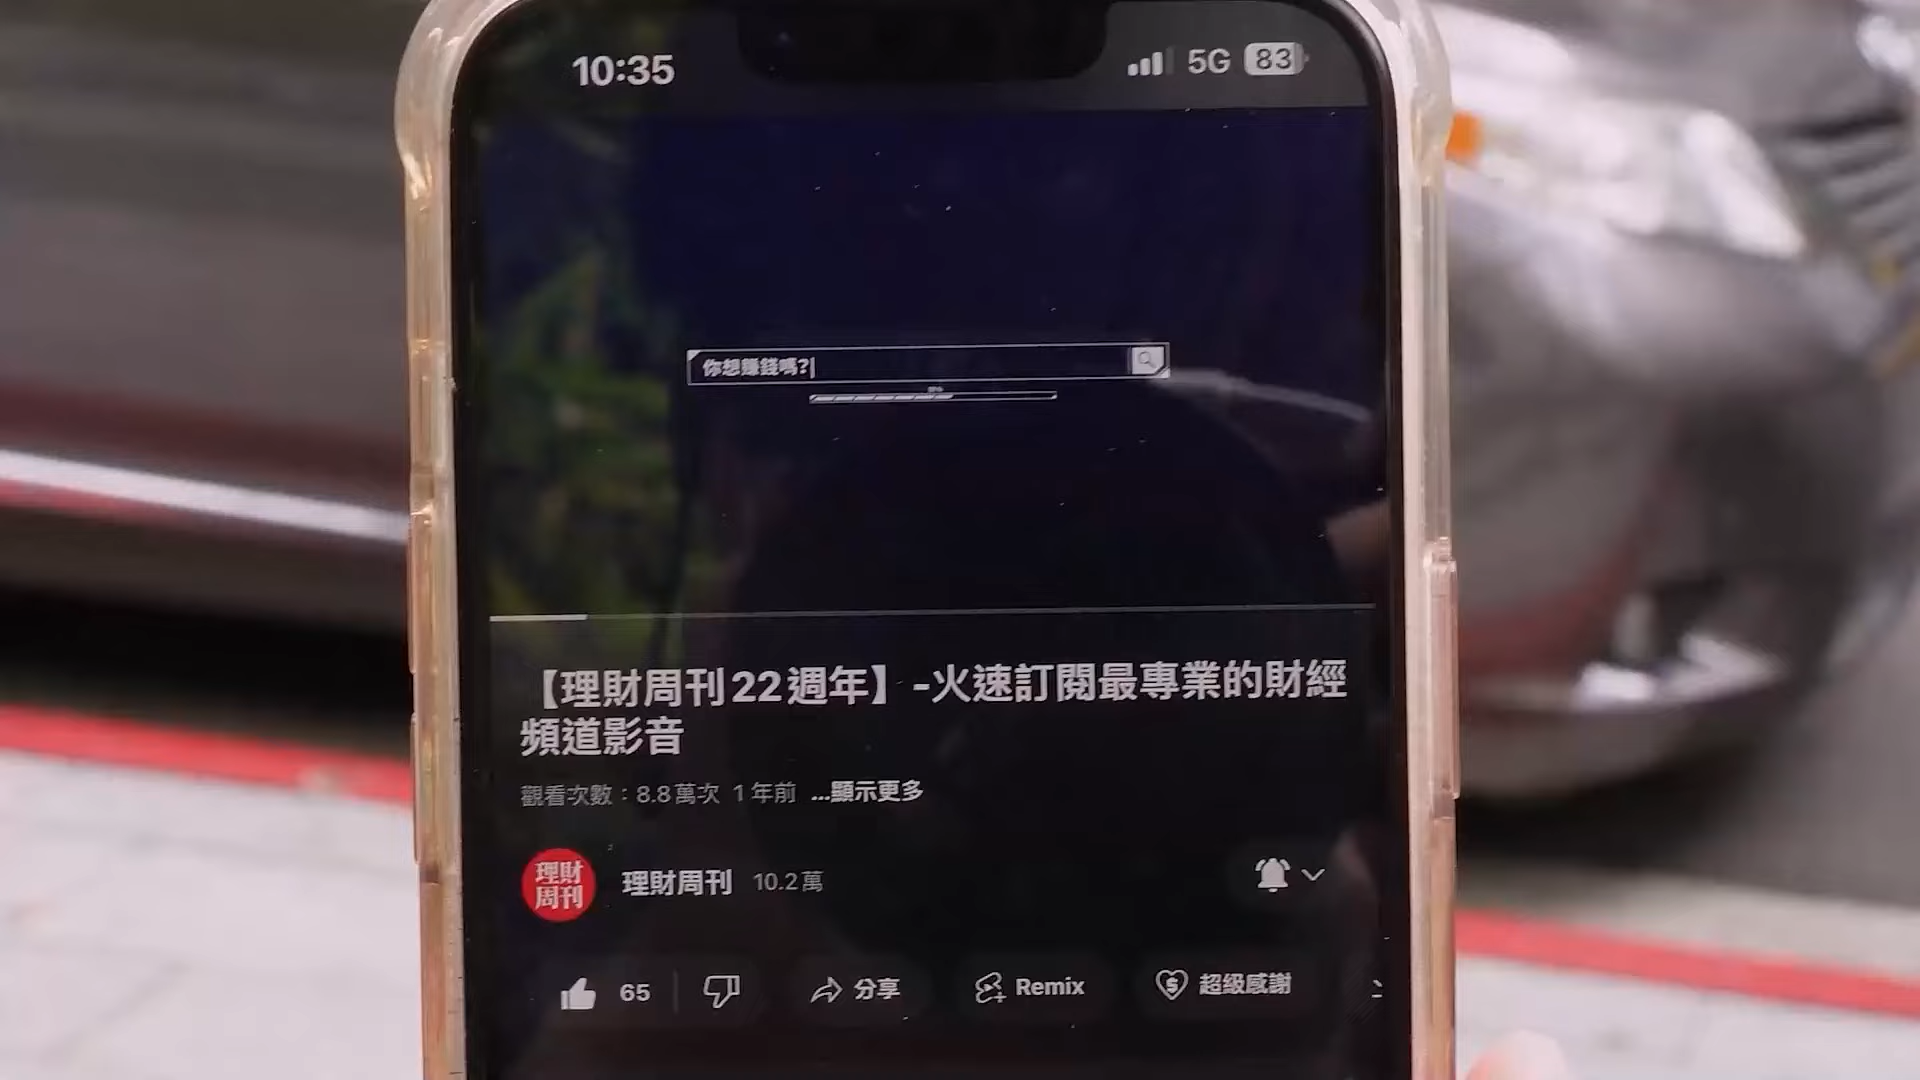 10:35
5G 83
你想賺錢嗎?
【理財周刊22週年】-火速訂閱最專業的財經
頻道影音
觀看次數：8.8萬次 1年前 ...顯示更多
理財
周刊
理財周刊 10.2萬
65 分享 Remix 超級感謝